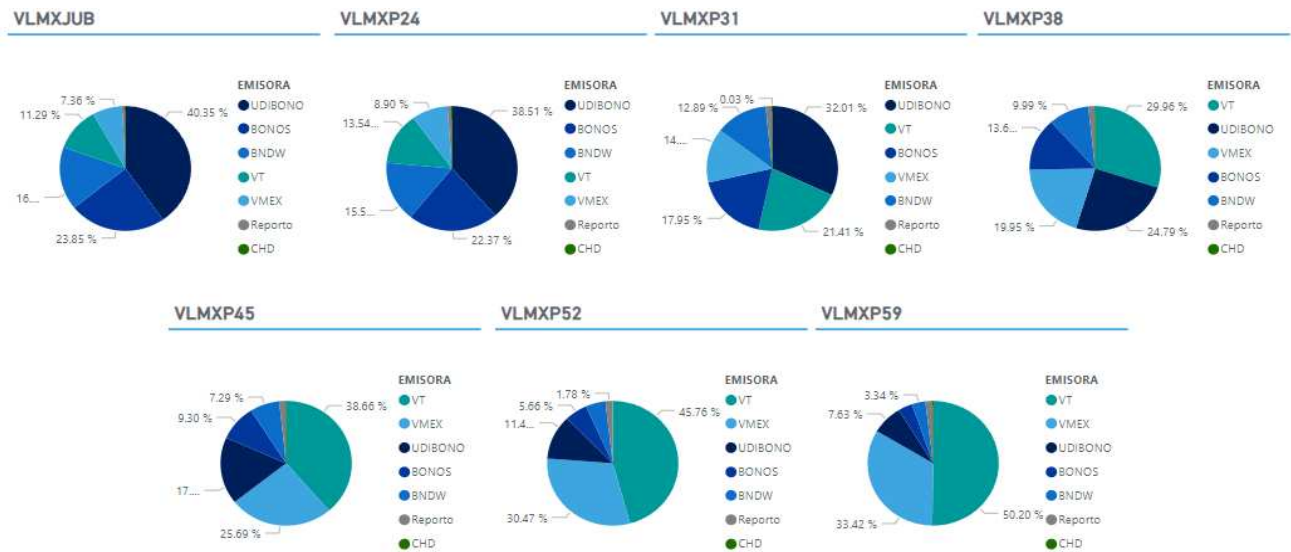 VLMXJUB
VLMXP24
VLMXP31
VLMXP38
7.36 %
11.29 %
40.35 %
16....
23.85 %
EMISORA
UDIBONO
BONOS
BNDW
VT
VMEX
Reporto
CHD
8.90 %
13.54...
38.51 %
15.5...
22.37 %
EMISORA
UDIBONO
BONOS
BNDW
VT
VMEX
Reporto
CHD
0.03 %
12.89 %
32.01 %
14....
17.95 %
21.41 %
EMISORA
UDIBONO
VT
BONOS
VMEX
BNDW
Reporto
CHD
9.99 %
29.96 %
13.6...
19.95 %
24.79 %
EMISORA
VT
UDIBONO
VMEX
BONOS
BNDW
Reporto
CHD
VLMXP45
VLMXP52
VLMXP59
7.29 %
9.30 %
38.66 %
17....
25.69 %
EMISORA
VT
VMEX
UDIBONO
BONOS
BNDW
Reporto
CHD
1.78 %
5.66 %
45.76 %
11.4...
30.47 %
EMISORA
VT
VMEX
UDIBONO
BONOS
BNDW
Reporto
CHD
3.34 %
7.63 %
33.42 %
50.20 %
EMISORA
VT
VMEX
UDIBONO
BONOS
BNDW
Reporto
CHD